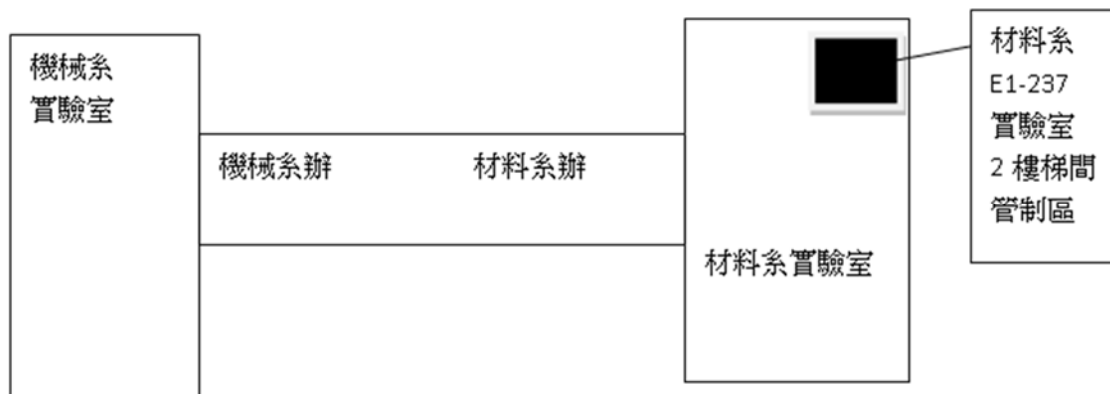 機械系
實驗室
機械系辦
材料系辦
材料系實驗室
材料系
E1-237
實驗室
2 樓梯間
管制區